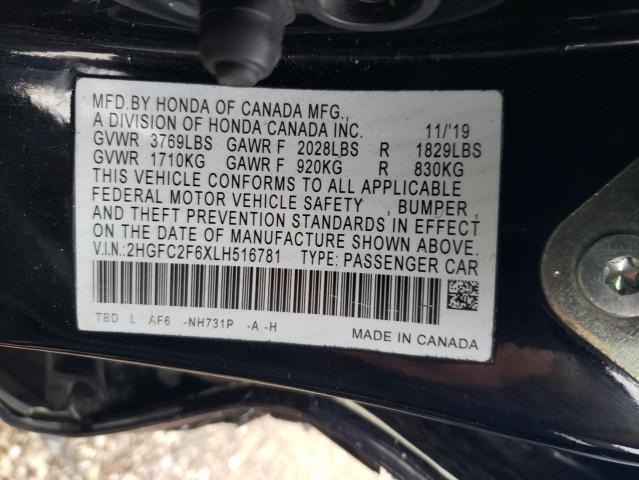 MFD.BY HONDA OF CANADA MFG.,
A DIVISION OF HONDA CANADA INC. 11/'19
GVWR 3769LBS GAWR F 2028LBS R 1829LBS
GVWR 1710KG GAWR F 920KG R 830KG
THIS VEHICLE CONFORMS TO ALL APPLICABLE
FEDERAL MOTOR VEHICLE SAFETY , BUMPER ,
AND THEFT PREVENTION STANDARDS IN EFFECT
ON THE DATE OF MANUFACTURE SHOWN ABOVE.
V.I.N.:2HGFC2F6XLH516781 TYPE: PASSENGER CAR
TBD L AF6 -NH731P -A -H
MADE IN CANADA